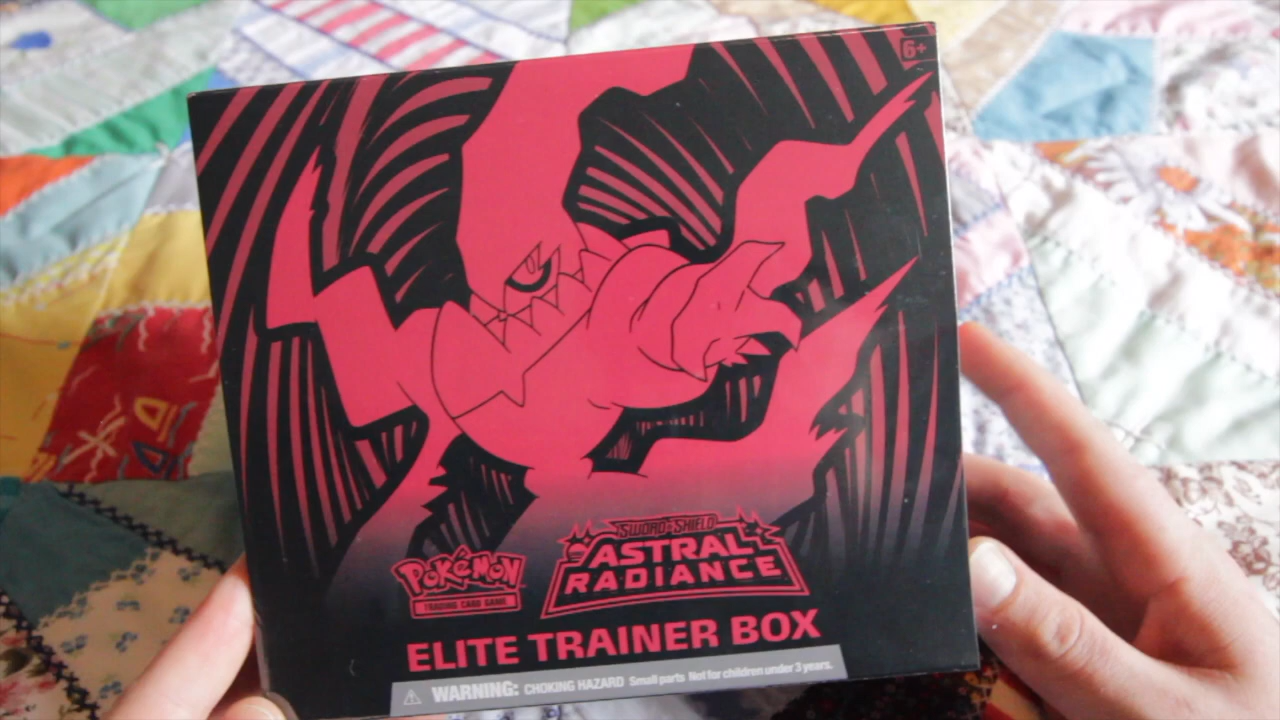 6+
SWORD & SHIELD
ASTRAL
RADIANCE
POKéMON
TRADING CARD GAME
ELITE TRAINER BOX
WARNING: CHOKING HAZARD Small parts Not for children under 3 years.